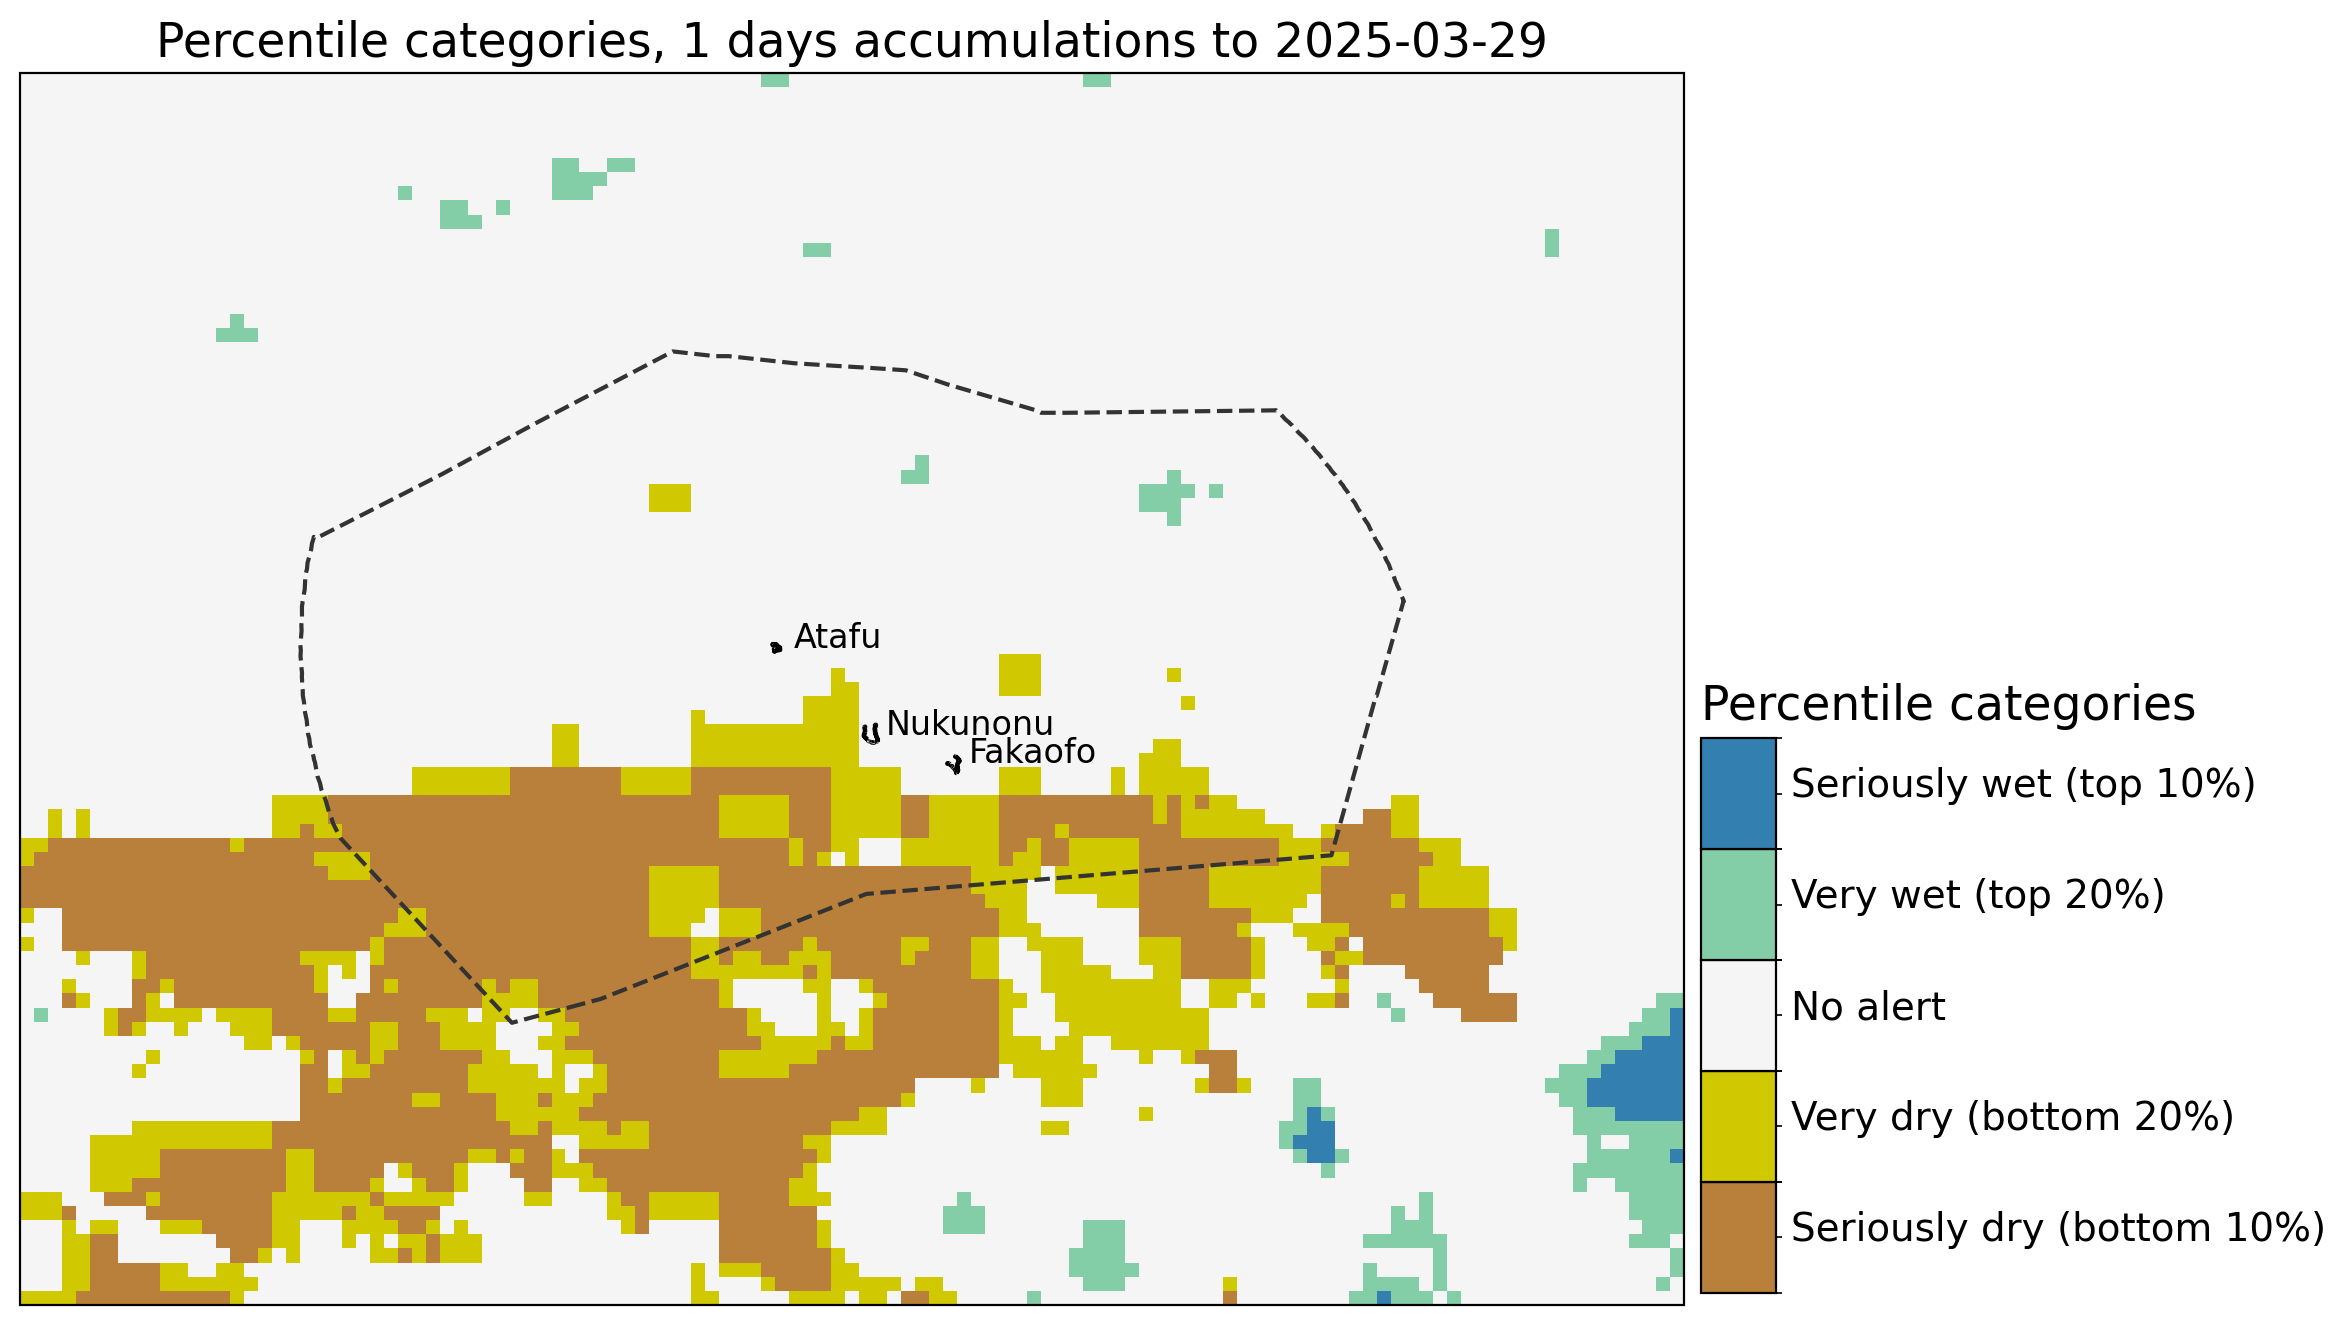 Percentile categories, 1 days accumulations to 2025-03-29
Atafu
Nukunonu
Fakaofo
Percentile categories
Seriously wet (top 10%)
Very wet (top 20%)
No alert
Very dry (bottom 20%)
Seriously dry (bottom 10%)